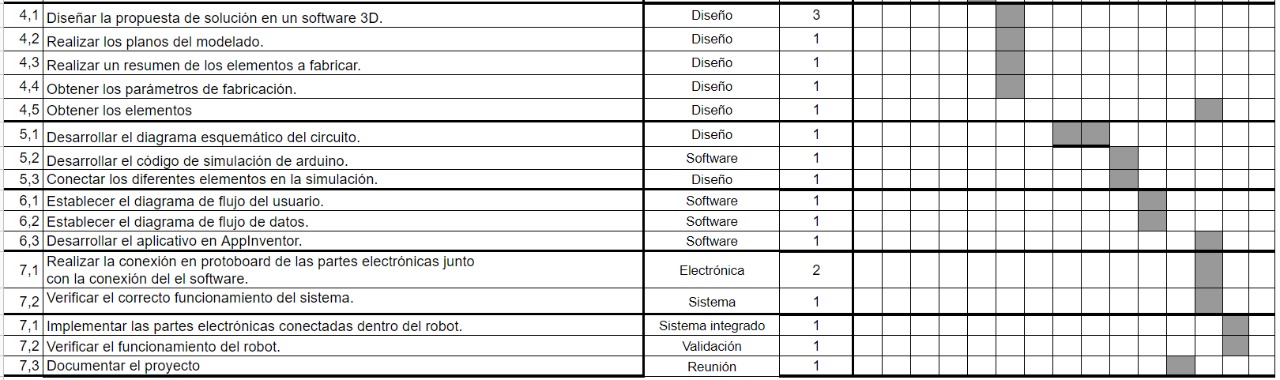 4,1 Diseñar la propuesta de solución en un software 3D. Diseño 3
4,2 Realizar los planos del modelado. Diseño 1
4,3 Realizar un resumen de los elementos a fabricar. Diseño 1
4,4 Obtener los parámetros de fabricación. Diseño 1
4,5 Obtener los elementos Diseño 1
5,1 Desarrollar el diagrama esquemático del circuito. Diseño 1
5,2 Desarrollar el código de simulación de arduino. Software 1
5,3 Conectar los diferentes elementos en la simulación. Diseño 1
6,1 Establecer el diagrama de flujo del usuario. Software 1
6,2 Establecer el diagrama de flujo de datos. Software 1
6,3 Desarrollar el aplicativo en AppInventor. Software 1
7,1 Realizar la conexión en protoboard de las partes electrónicas junto
con la conexión del el software. Electrónica 2
7,2 Verificar el correcto funcionamiento del sistema. Sistema 1
7,1 Implementar las partes electrónicas conectadas dentro del robot. Sistema integrado 1
7,2 Verificar el funcionamiento del robot. Validación 1
7,3 Documentar el proyecto Reunión 1